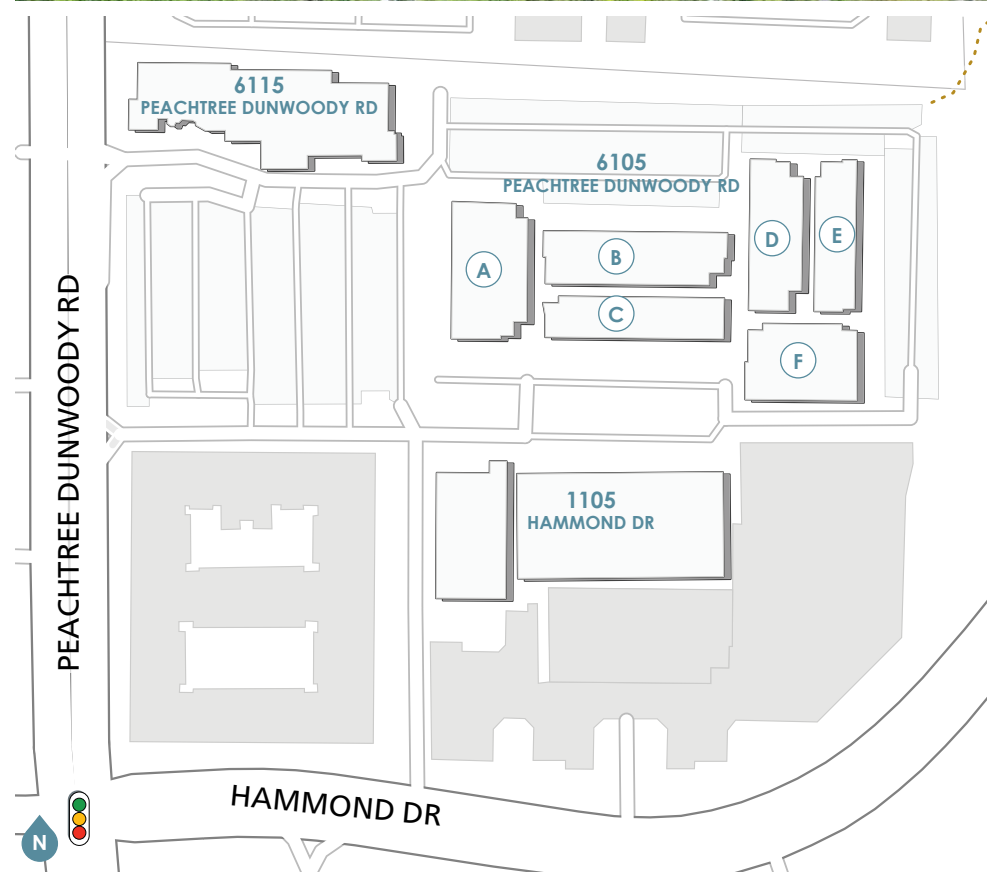 6115
PEACHTREE DUNWOODY RD
6105
PEACHTREE DUNWOODY RD
A
B
C
D
E
F
PEACHTREE DUNWOODY RD
1105
HAMMOND DR
HAMMOND DR
N